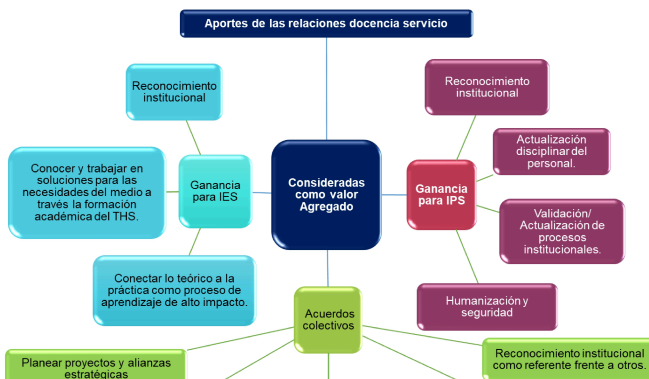 Aportes de las relaciones docencia servicio
Reconocimiento
institucional
Conocer y trabajar en
soluciones para las
necesidades del medio a
través la formación
académica del THS.
Ganancia
para IES
Conectar lo teórico a la
práctica como proceso de
aprendizaje de alto impacto.
Consideradas
como valor
Agregado
Ganancia
para IPS
Reconocimiento
institucional
Actualización
disciplinar del
personal.
Validación/
Actualización de
procesos
institucionales.
Humanización y
seguridad
Acuerdos
colectivos
Planear proyectos y alianzas
estratégicas
Reconocimiento institucional
como referente frente a otros.